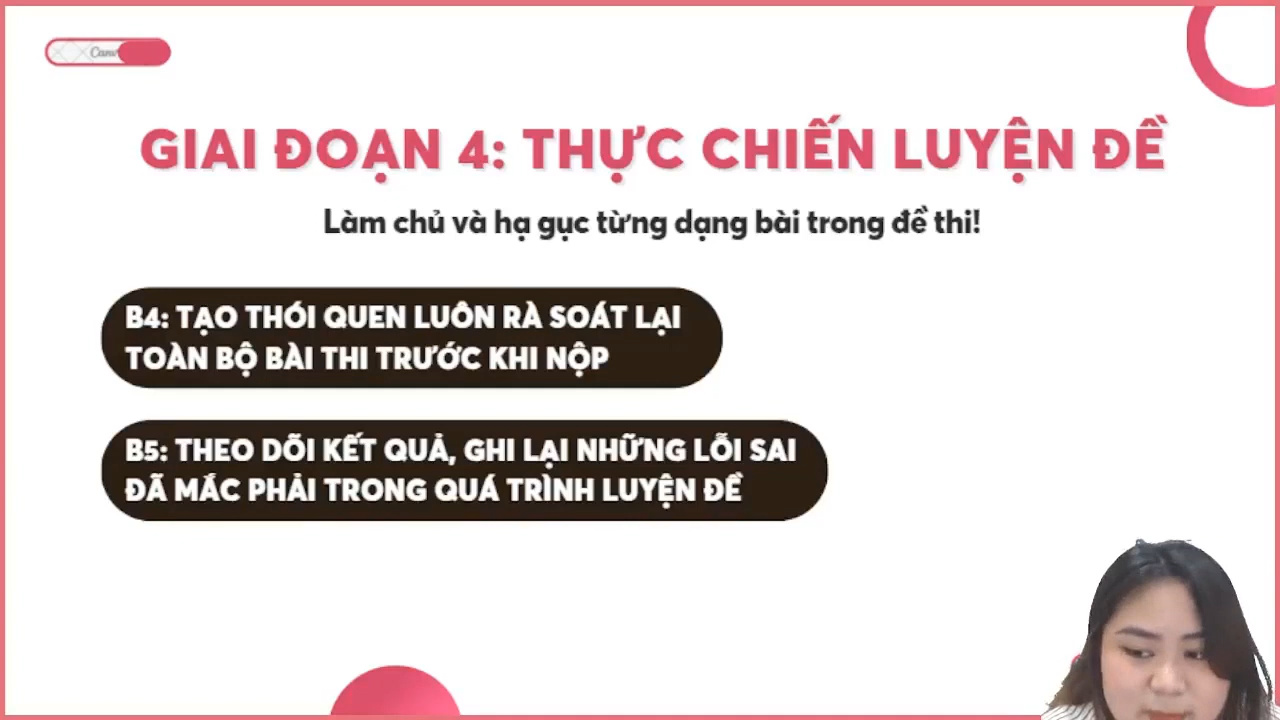 GIAI ĐOẠN 4: THỰC CHIẾN LUYỆN ĐỀ
Làm chủ và hạ gục từng dạng bài trong đề thi!
B4: TẠO THÓI QUEN LUÔN RÀ SOÁT LẠI
TOÀN BỘ BÀI THI TRƯỚC KHI NỘP
B5: THEO DÕI KẾT QUẢ, GHI LẠI NHỮNG LỖI SAI
ĐÃ MẮC PHẢI TRONG QUÁ TRÌNH LUYỆN ĐỀ